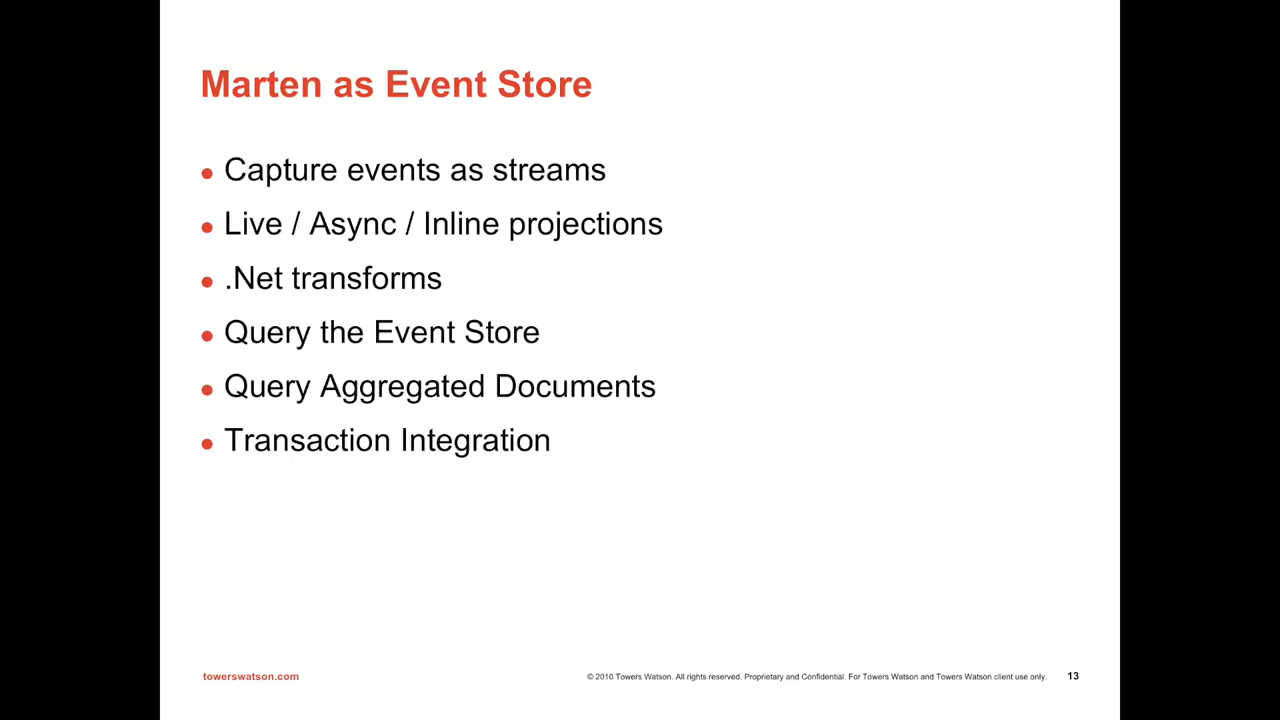 Marten as Event Store
• Capture events as streams
• Live / Async / Inline projections
• .Net transforms
• Query the Event Store
• Query Aggregated Documents
• Transaction Integration
towerswatson.com
© 2010 Towers Watson. All rights reserved. Proprietary and Confidential. For Towers Watson and Towers Watson client use only.
13